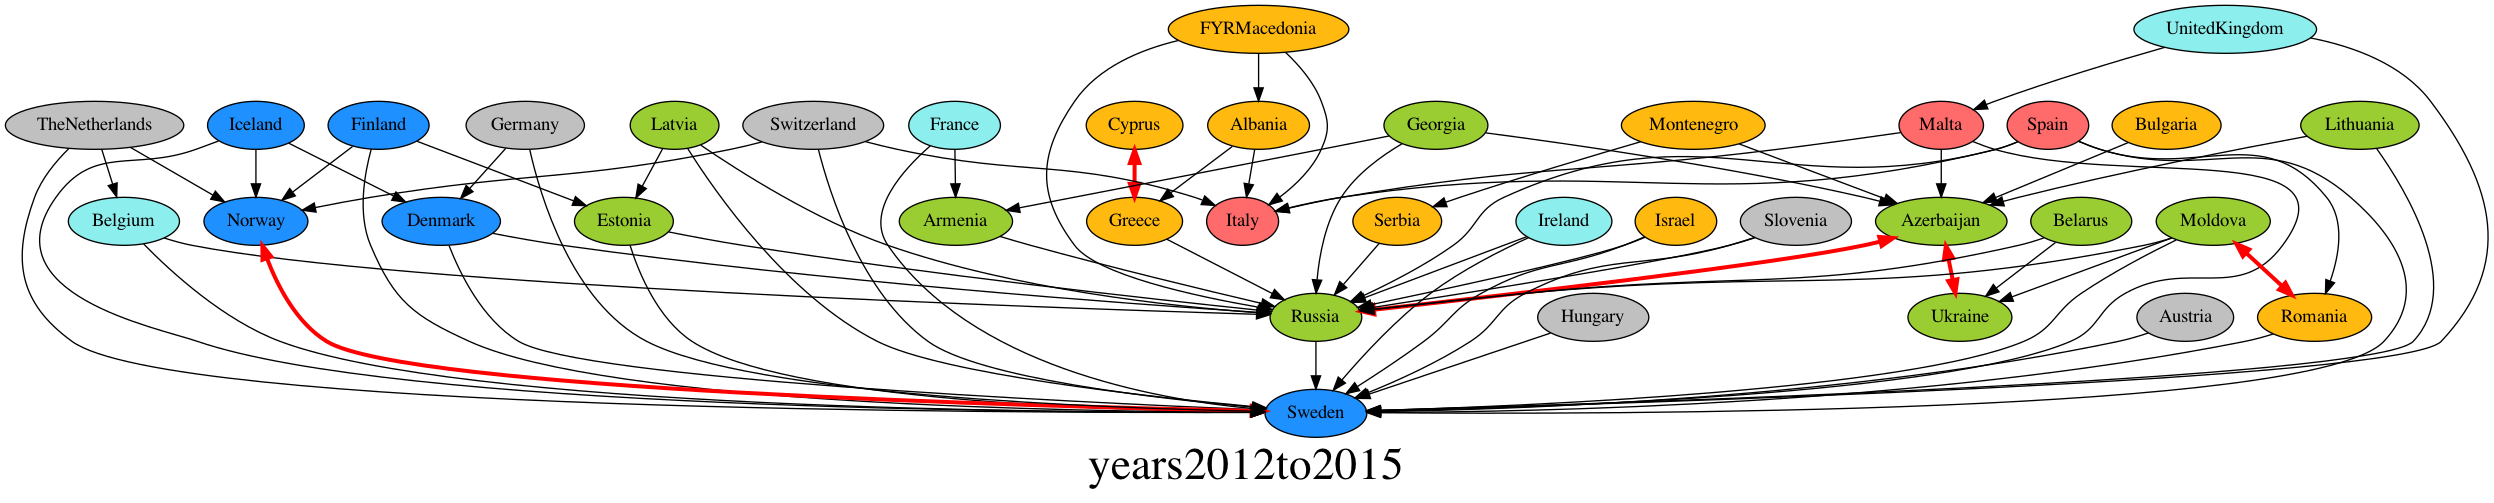 FYRMacedonia
UnitedKingdom
TheNetherlands
Iceland
Finland
Germany
Latvia
Switzerland
France
Cyprus
Albania
Georgia
Montenegro
Malta
Spain
Bulgaria
Lithuania
Belgium
Norway
Denmark
Estonia
Armenia
Greece
Italy
Serbia
Ireland
Israel
Slovenia
Azerbaijan
Belarus
Moldova
Russia
Hungary
Ukraine
Austria
Romania
Sweden
years2012to2015